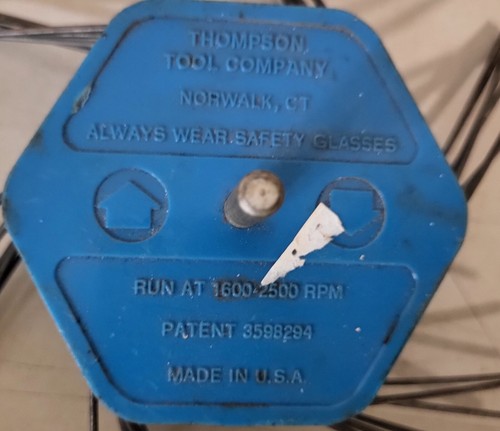 THOMPSON
TOOL COMPANY
NORWALK, CT
ALWAYS WEAR SAFETY GLASSES
RUN AT 1600-2500 RPM
PATENT 3598294
MADE IN U.S.A